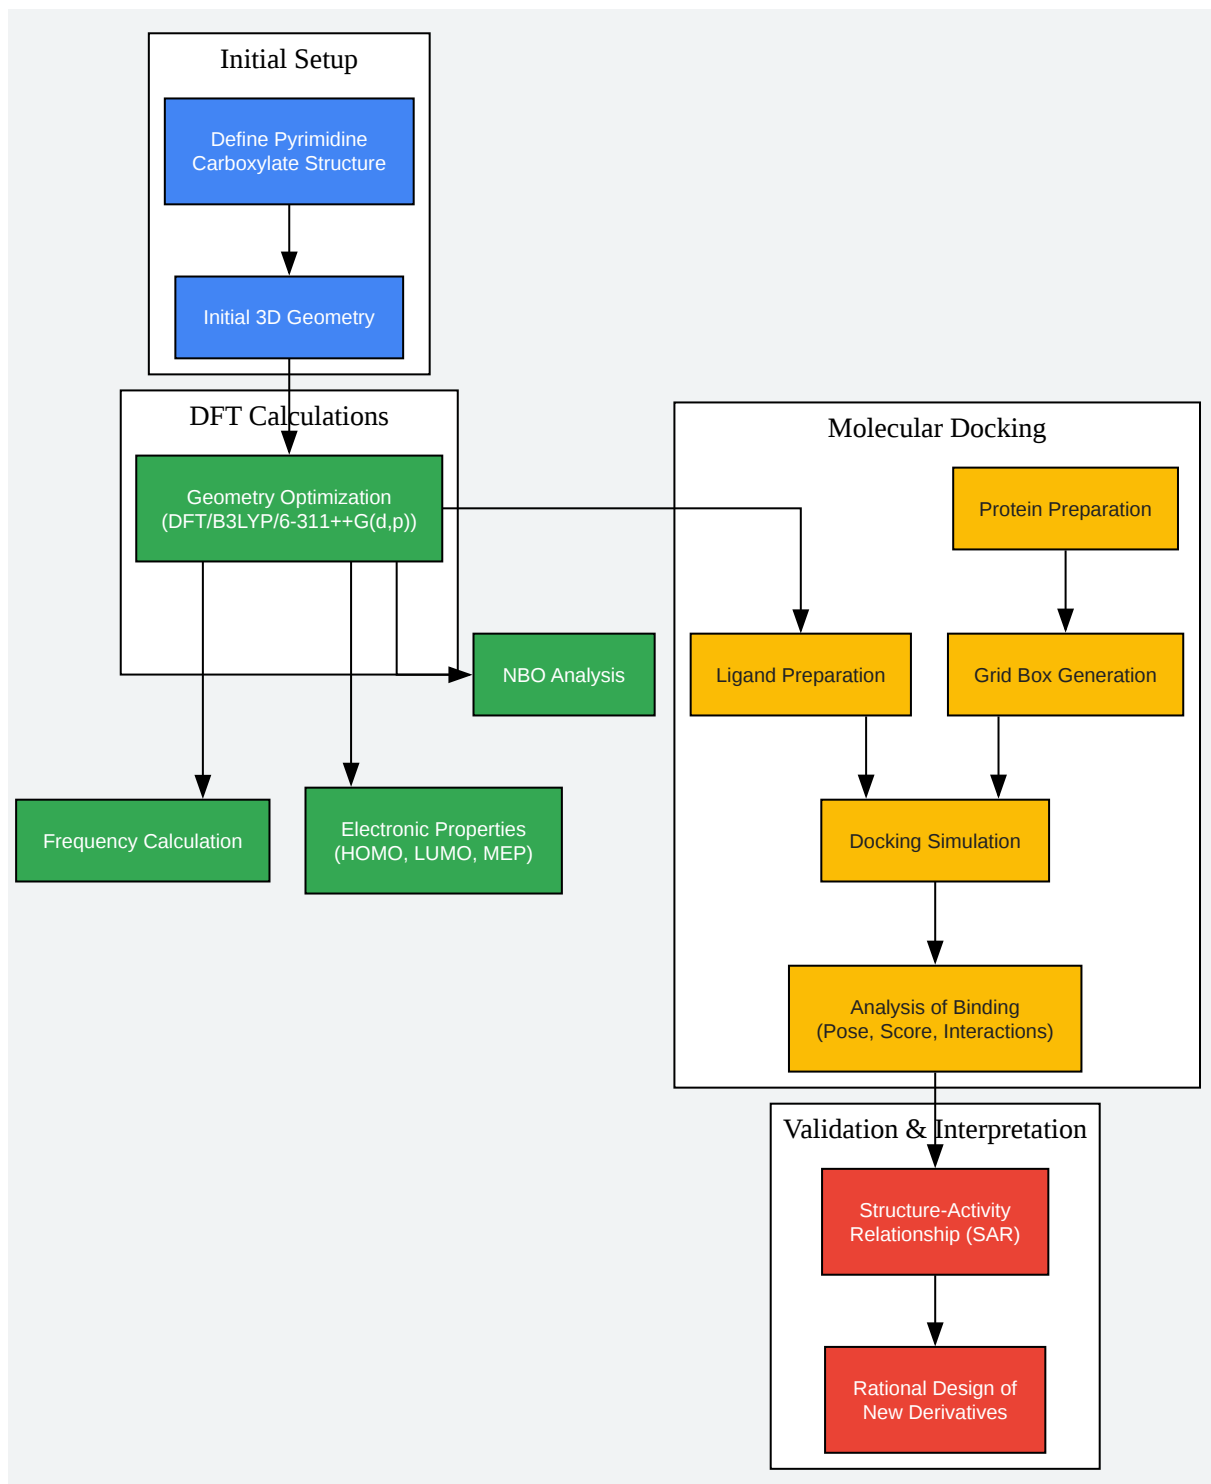 Initial Setup
Define Pyrimidine
Carboxylate Structure
Initial 3D Geometry
DFT Calculations
Geometry Optimization
(DFT/B3LYP/6-311++G(d,p))
NBO Analysis
Frequency Calculation
Electronic Properties
(HOMO, LUMO, MEP)
Molecular Docking
Protein Preparation
Ligand Preparation
Grid Box Generation
Docking Simulation
Analysis of Binding
(Pose, Score, Interactions)
Validation & Interpretation
Structure-Activity
Relationship (SAR)
Rational Design of
New Derivatives